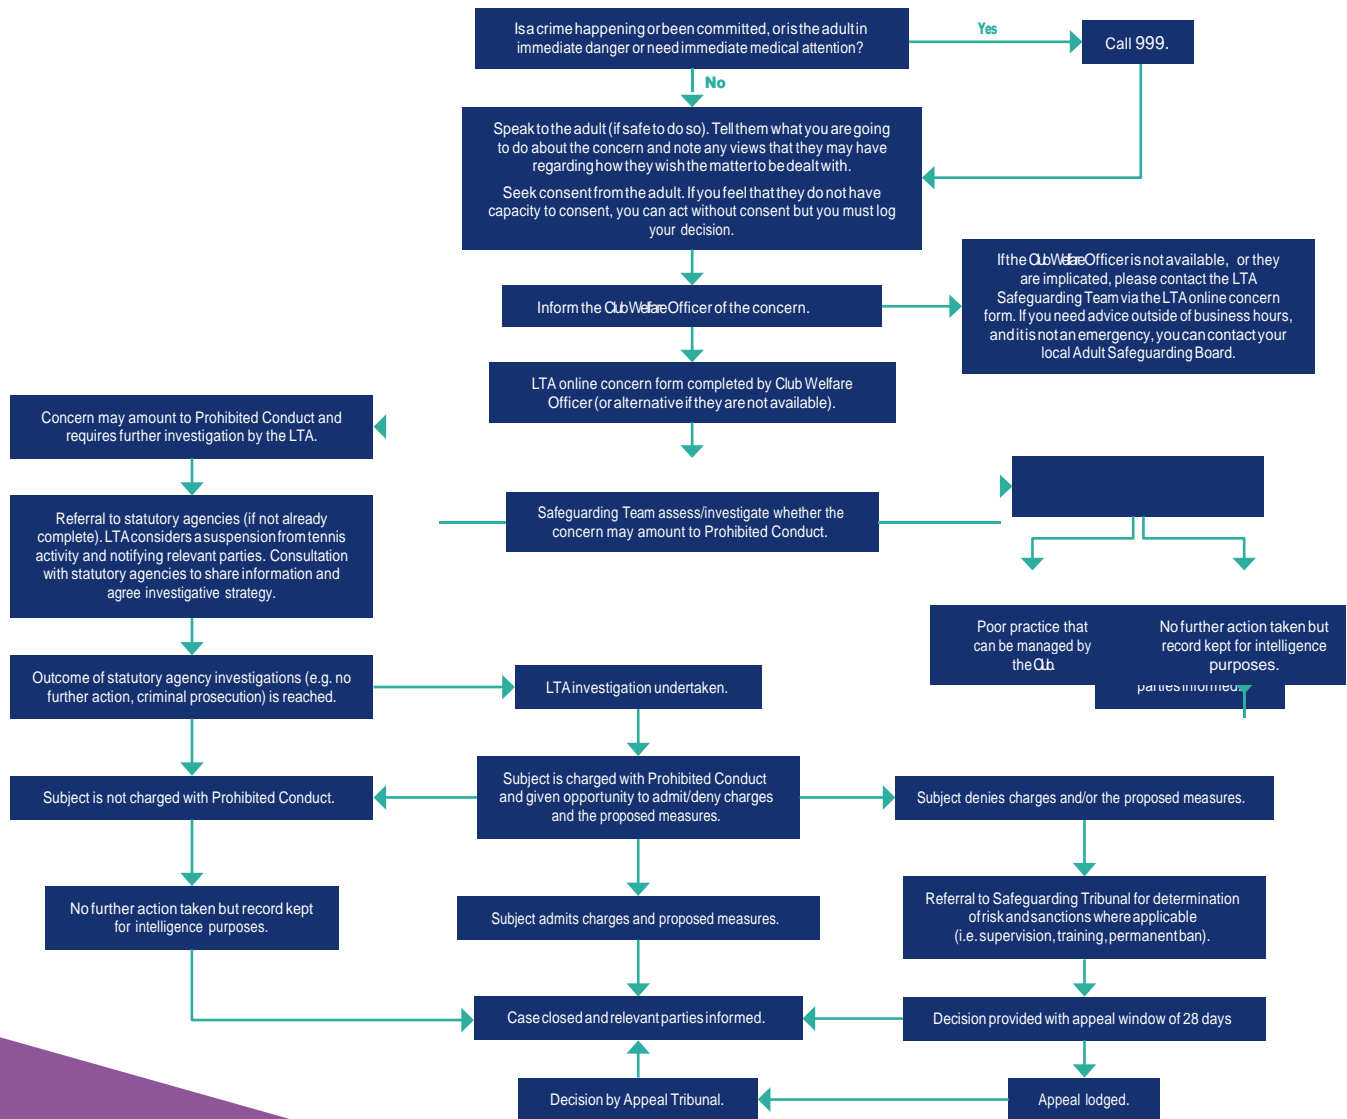 Is a crime happening or been committed, or is the adult in
immediate danger or need immediate medical attention?
Yes
Call 999.
No
Speak to the adult (if safe to do so). Tell them what you are going
to do about the concern and note any views that they may have
regarding how they wish the matter to be dealt with.
Seek consent from the adult. If you feel that they do not have
capacity to consent, you can act without consent but you must log
your decision.
If the Club Welfare Officer is not available, or they
are implicated, please contact the LTA
Safeguarding Team via the LTA online concern
form. If you need advice outside of business hours,
and it is not an emergency, you can contact your
local Adult Safeguarding Board.
Inform the Club Welfare Officer of the concern.
LTA online concern form completed by Club Welfare
Officer (or alternative if they are not available).
Concern may amount to Prohibited Conduct and
requires further investigation by the LTA.
Safeguarding Team assess/investigate whether the
concern may amount to Prohibited Conduct.
Referral to statutory agencies (if not already
complete). LTA considers a suspension from tennis
activity and notifying relevant parties. Consultation
with statutory agencies to share information and
agree investigative strategy.
Poor practice that
can be managed by
the Club.
No further action taken but
record kept for intelligence
purposes.
parties informed.
Outcome of statutory agency investigations (e.g. no
further action, criminal prosecution) is reached.
LTA investigation undertaken.
Subject is not charged with Prohibited Conduct.
Subject is charged with Prohibited Conduct
and given opportunity to admit/deny charges
and the proposed measures.
Subject denies charges and/or the proposed measures.
No further action taken but record kept
for intelligence purposes.
Subject admits charges and proposed measures.
Referral to Safeguarding Tribunal for determination
of risk and sanctions where applicable
(i.e. supervision, training, permanent ban).
Case closed and relevant parties informed.
Decision provided with appeal window of 28 days
Decision by Appeal Tribunal.
Appeal lodged.